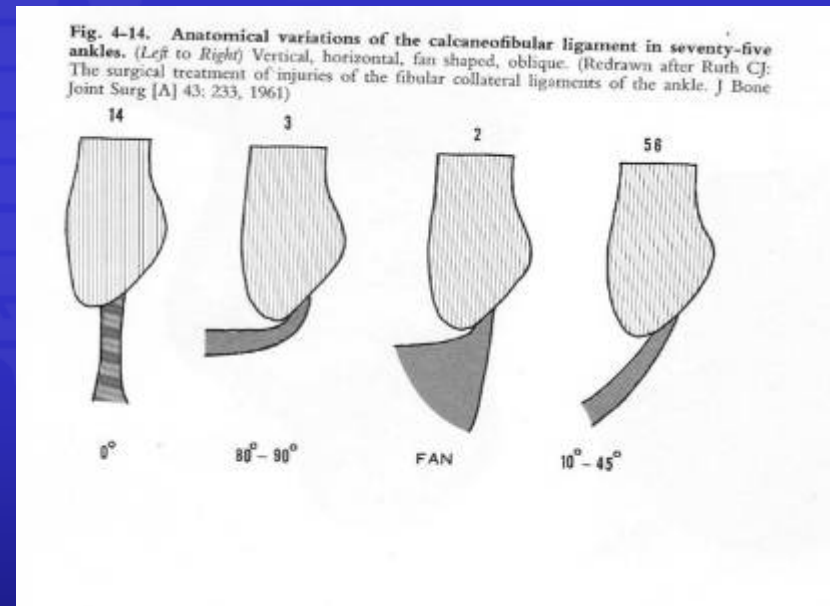 Fig. 4-14. Anatomical variations of the calcaneofibular ligament in seventy-five
ankles. (Left to Right) Vertical, horizontal, fan shaped, oblique. (Redrawn after Ruth CJ:
The surgical treatment of injuries of the fibular collateral ligaments of the ankle. J Bone
Joint Surg [A] 43: 233, 1961)
14 3 2 56
0° 80°– 90° FAN 10°– 45°